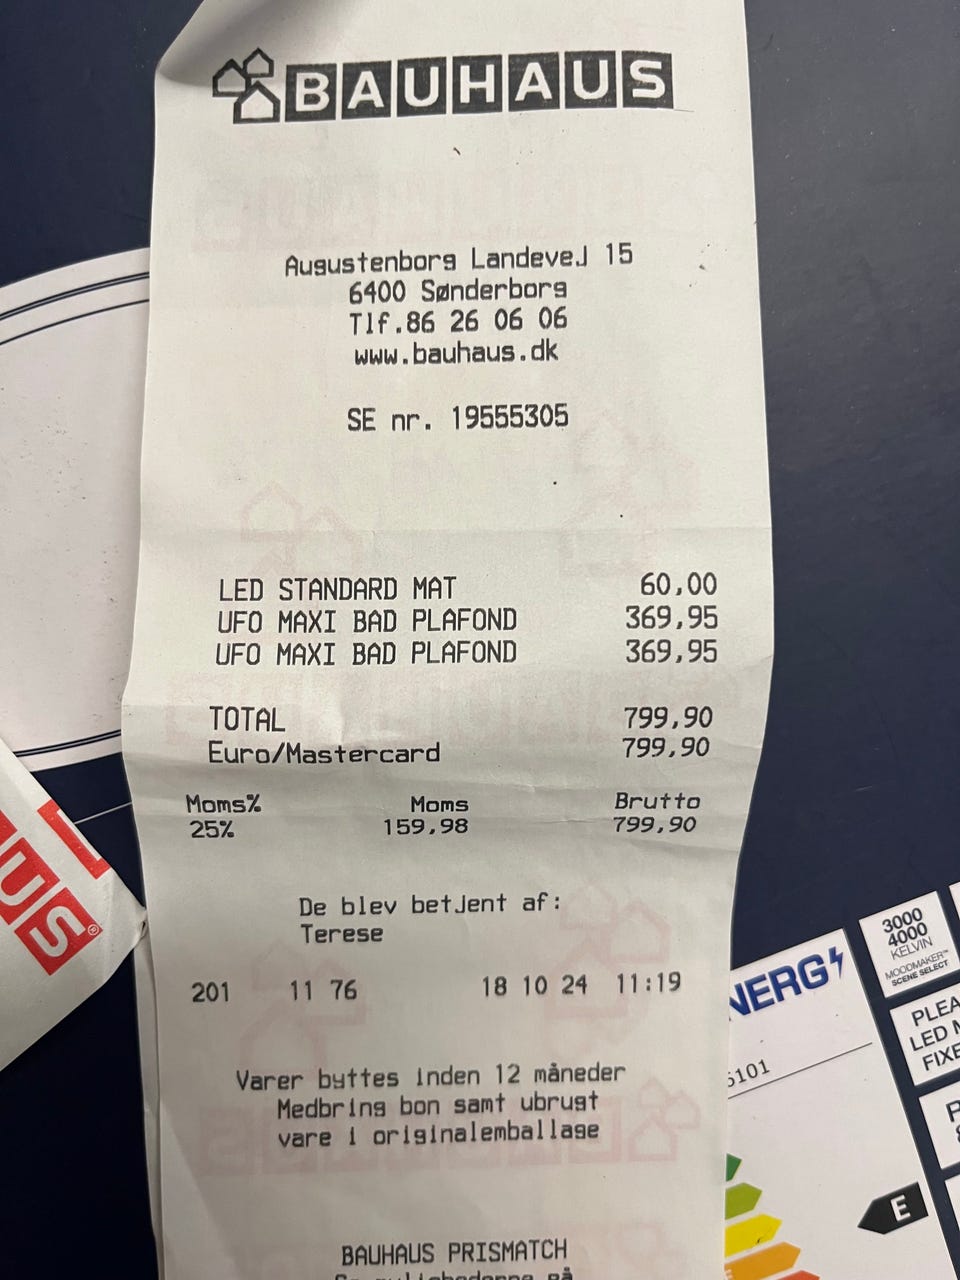 BAUHAUS
Augustenborg Landevej 15
6400 Sønderborg
Tlf.86 26 06 06
www.bauhaus.dk
SE nr. 19555305
LED STANDARD MAT 60,00
UFO MAXI BAD PLAFOND 369,95
UFO MAXI BAD PLAFOND 369,95
TOTAL 799,90
Euro/Mastercard 799,90
Moms% Moms Brutto
25% 159,98 799,90
De blev betjent af:
Terese
201 11 76 18 10 24 11:19
Varer byttes inden 12 måneder
Medbring bon samt ubrugt
vare i originalemballage
BAUHAUS PRISMATCH
US®
NERG
5101
E
3000
4000
KELVIN
MOODMAKER™
SCENE SELECT
PLEA
LED
FIXE